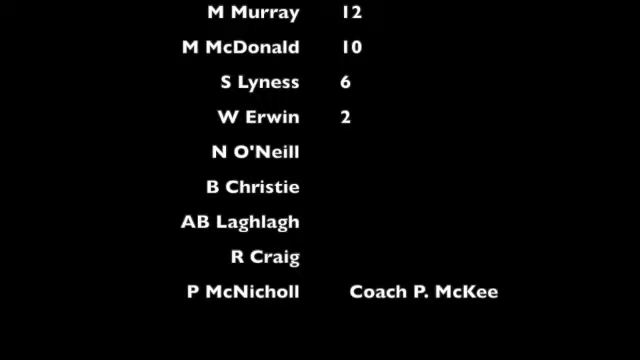 M Murray 12
M McDonald 10
S Lyness 6
W Erwin 2
N O'Neill
B Christie
AB Laghlagh
R Craig
P McNicholl Coach P. McKee